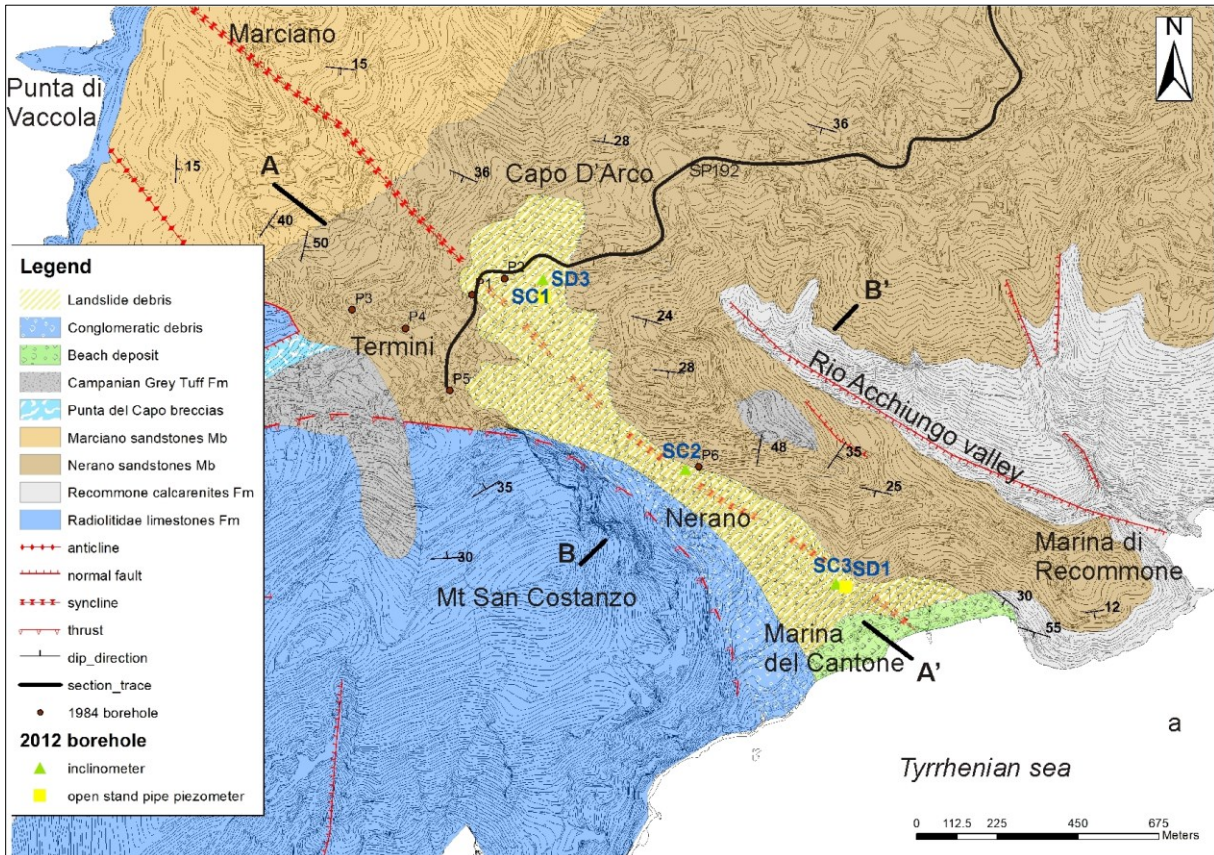 Marciano
15
N
Punta di
Vaccola
28
36
A
15
36
Capo D'Arco
SP192
40
50
P2
SD3
B'
P1
SC1
P3
24
P4
Termini
28
Rio Acchiungo valley
P5
48
35
SC2
P6
35
25
Nerano
B
30
Marina di
Recommone
Mt San Costanzo
SC3
SD1
30
12
55
Marina
del Cantone
A'
a
Tyrrhenian sea
0
112.5
225
450
675
Meters
Legend
Landslide debris
Conglomeratic debris
Beach deposit
Campanian Grey Tuff Fm
Punta del Capo breccias
Marciano sandstones Mb
Nerano sandstones Mb
Recommone calcarenites Fm
Radiolitidae limestones Fm
anticline
normal fault
syncline
thrust
dip_direction
section_trace
1984 borehole
2012 borehole
inclinometer
open stand pipe piezometer